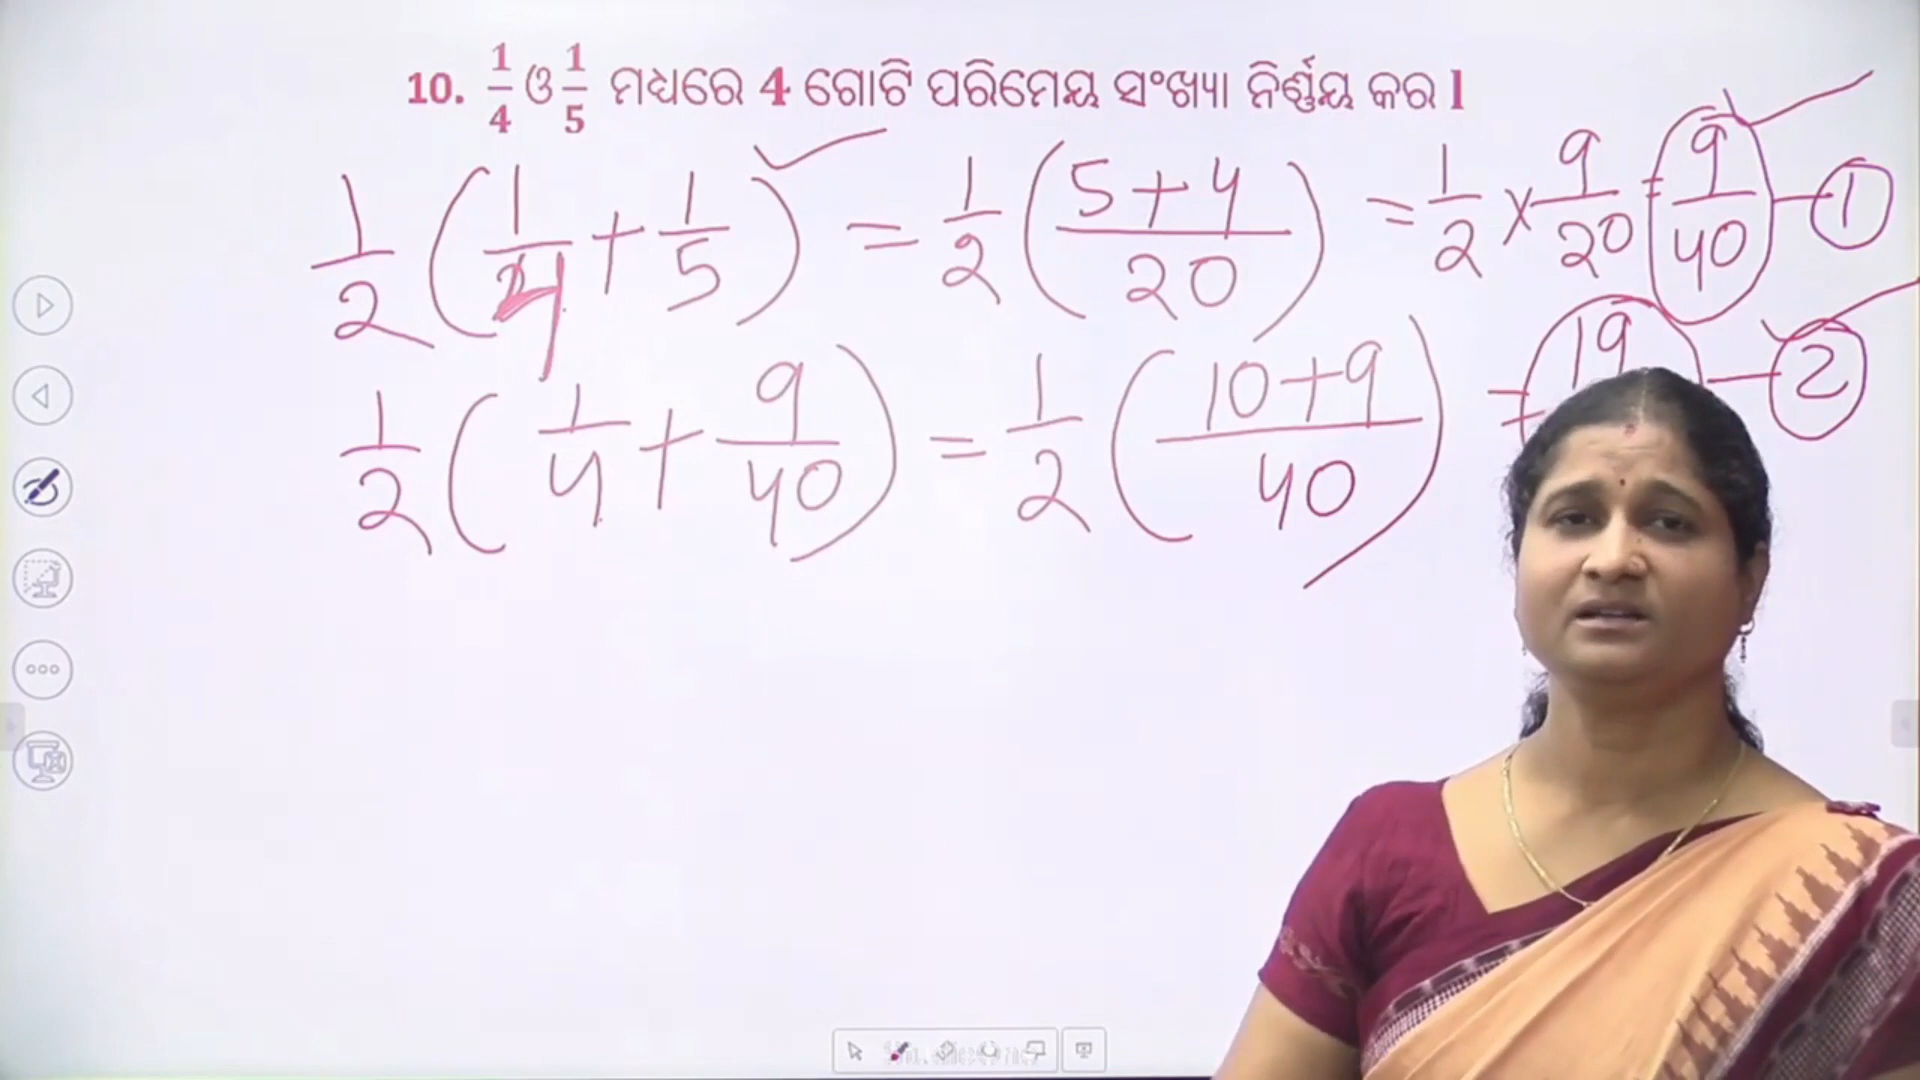 10. 1/4 ଓ 1/5 ମଧ୍ୟରେ 4 ଗୋଟି ପରିମେୟ ସଂଖ୍ୟା ନିର୍ଣ୍ଣୟ କର l
1/2 (1/4 + 1/5) = 1/2 (5+4/20) = 1/2 × 9/20 = 9/40 — 1
1/2 (1/4 + 9/40) = 1/2 (10+9/40) = 19 — 2